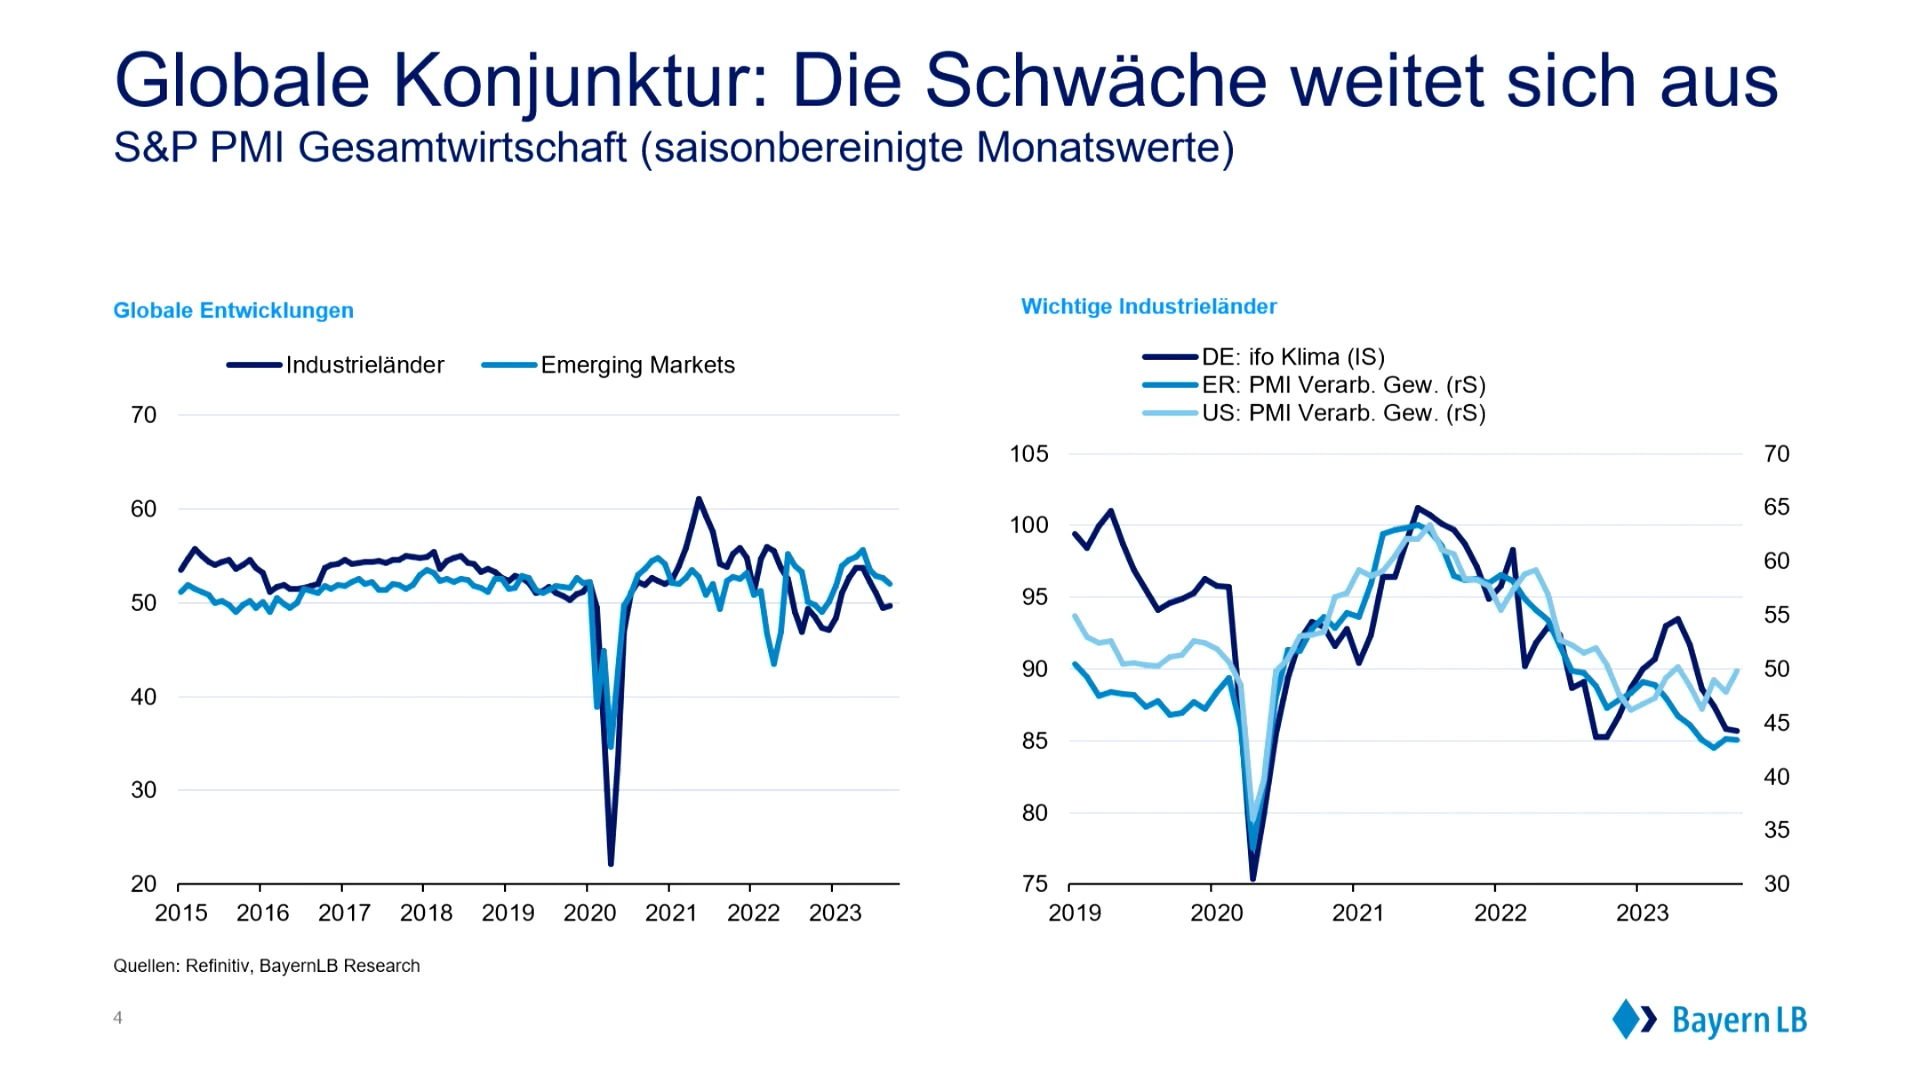 Globale Konjunktur: Die Schwäche weitet sich aus
S&P PMI Gesamtwirtschaft (saisonbereinigte Monatswerte)
Globale Entwicklungen
Industrieländer
Emerging Markets
70
60
50
40
30
20
2015 2016 2017 2018 2019 2020 2021 2022 2023
Wichtige Industrieländer
DE: ifo Klima (lS)
ER: PMI Verarb. Gew. (rS)
US: PMI Verarb. Gew. (rS)
105
100
95
90
85
80
75
70
65
60
55
50
45
40
35
30
2019 2020 2021 2022 2023
Quellen: Refinitiv, BayernLB Research
4
Bayern LB